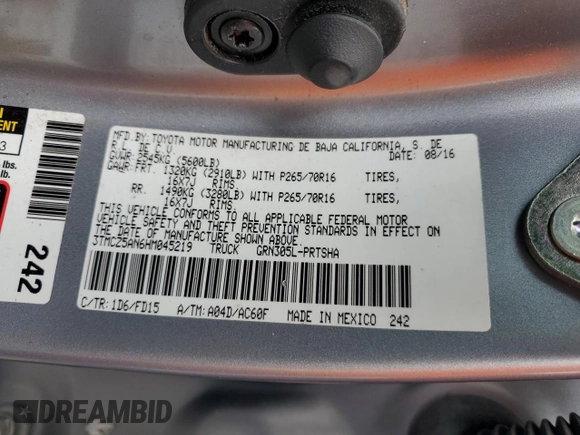 MFD.BY: TOYOTA MOTOR MANUFACTURING DE BAJA CALIFORNIA, S. DE
R L. DE C.V DATE: 08/16
GVWR 2545KG (5600LB)
GAWR: FRT. 1320KG (2910LB) WITH P265/70R16 TIRES,
16X7J RIMS,
RR. 1490KG (3280LB) WITH P265/70R16 TIRES,
16X7J RIMS.
THIS VEHICLE CONFORMS TO ALL APPLICABLE FEDERAL MOTOR
VEHICLE SAFETY AND THEFT PREVENTION STANDARDS IN EFFECT ON
THE DATE OF MANUFACTURE SHOWN ABOVE.
3TMCZ5AN6HM045219 TRUCK GRN305L-PRTSHA
C/TR: 1D6/FD15 A/TM: A04D/AC60F MADE IN MEXICO 242
242
lbs.
lbs.
DREAMBID